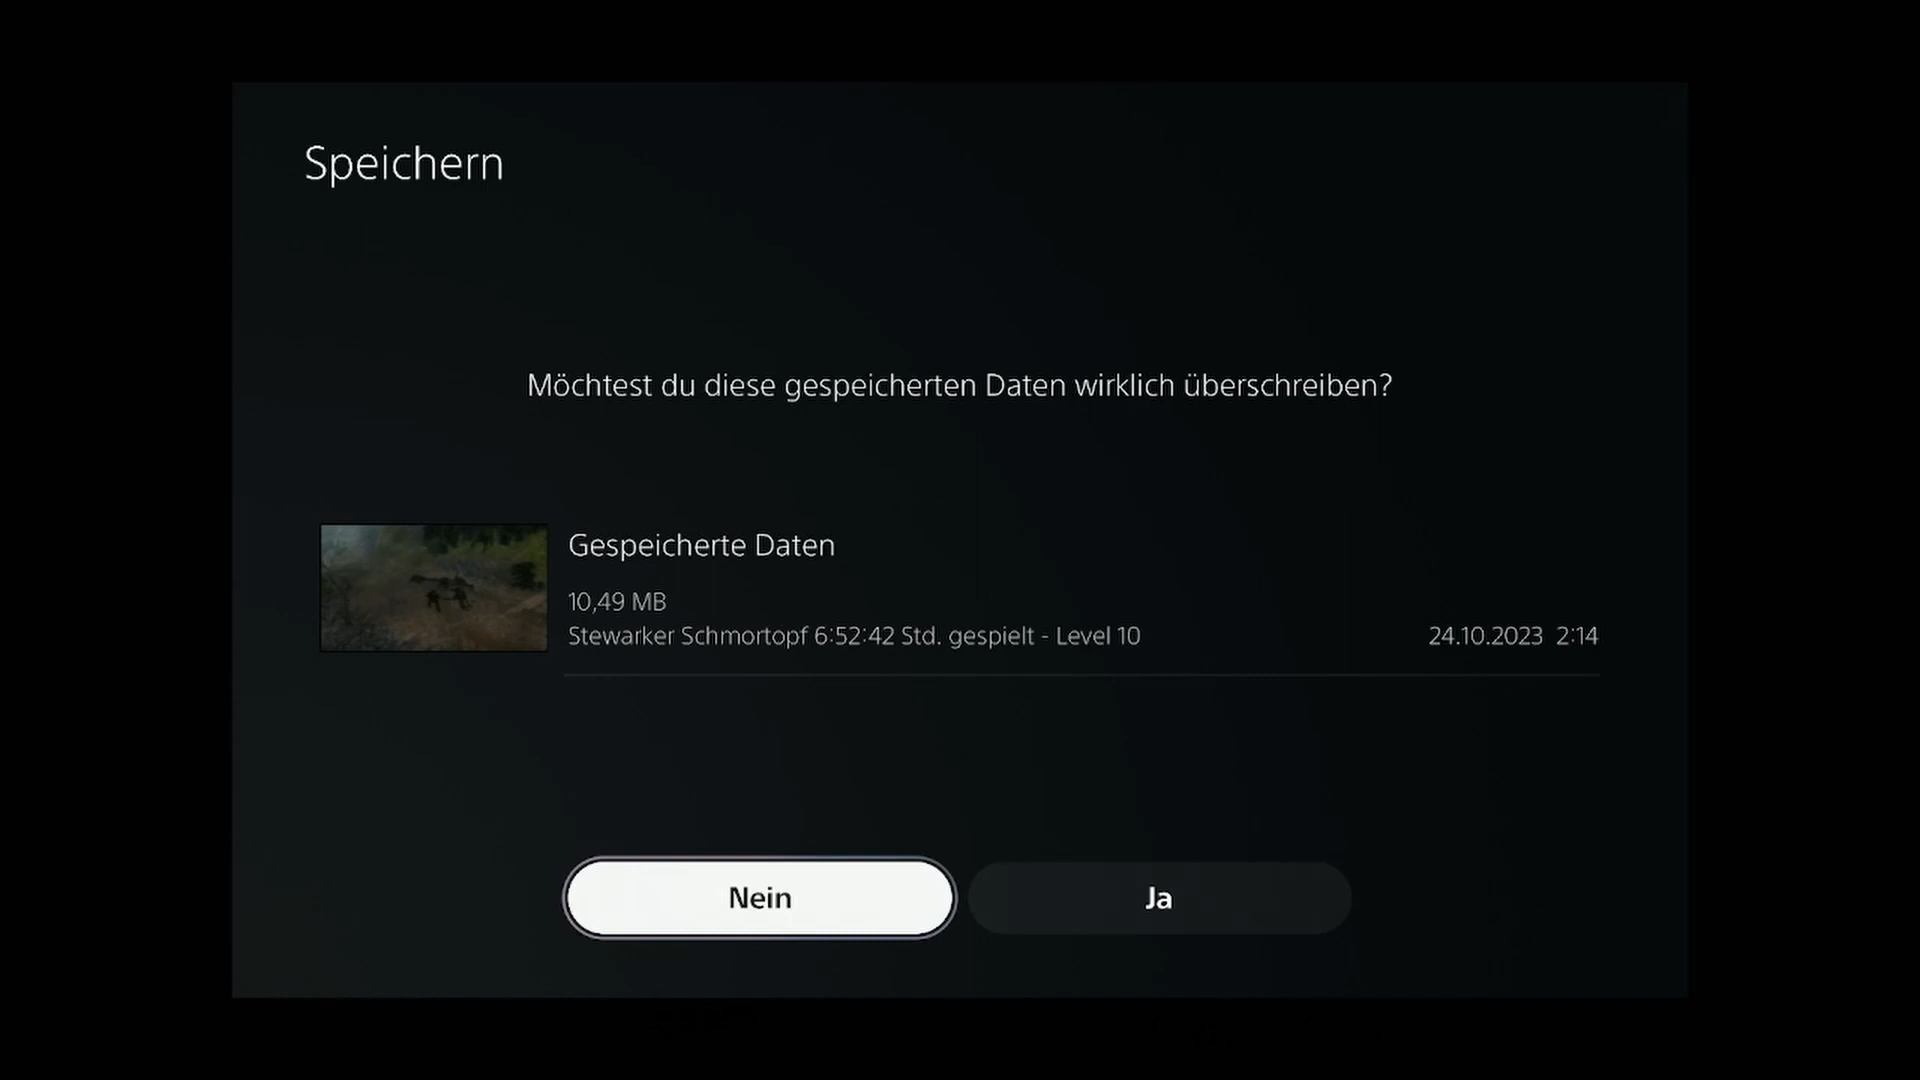 Speichern
Möchtest du diese gespeicherten Daten wirklich überschreiben?
Gespeicherte Daten
10,49 MB
Stewarker Schmortopf 6:52:42 Std. gespielt - Level 10 24.10.2023 2:14
Nein Ja